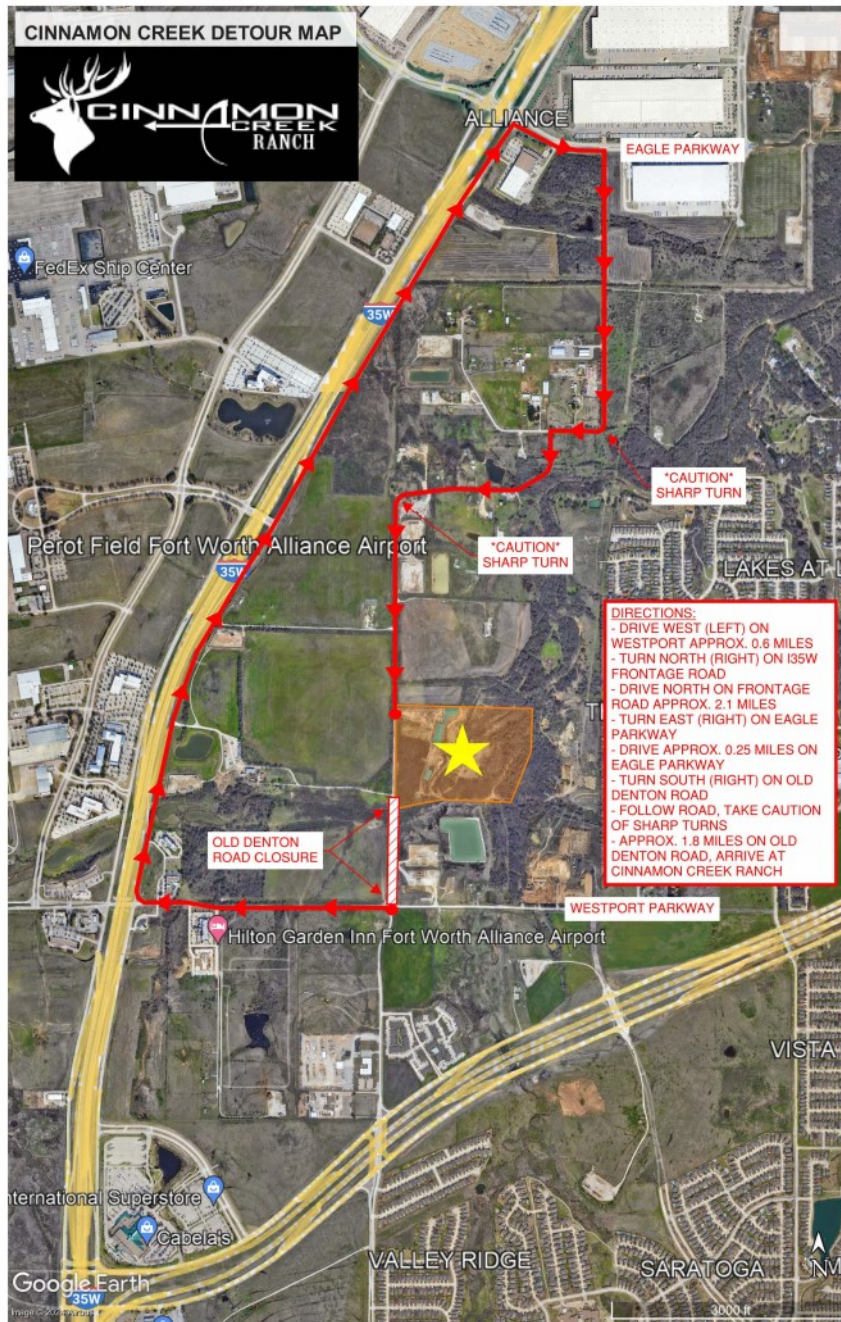 CINNAMON CREEK DETOUR MAP
CINNAMON
CREEK
RANCH
ALLIANCE
EAGLE PARKWAY
FedEx Ship Center
35W
*CAUTION*
SHARP TURN
*CAUTION*
SHARP TURN
Perot Field Fort Worth Alliance Airport
35W
LAKES AT L
DIRECTIONS:
- DRIVE WEST (LEFT) ON
WESTPORT APPROX. 0.6 MILES
- TURN NORTH (RIGHT) ON I35W
FRONTAGE ROAD
- DRIVE NORTH ON FRONTAGE
ROAD APPROX. 2.1 MILES
- TURN EAST (RIGHT) ON EAGLE
PARKWAY
- DRIVE APPROX. 0.25 MILES ON
EAGLE PARKWAY
- TURN SOUTH (RIGHT) ON OLD
DENTON ROAD
- FOLLOW ROAD, TAKE CAUTION
OF SHARP TURNS
- APPROX. 1.8 MILES ON OLD
DENTON ROAD, ARRIVE AT
CINNAMON CREEK RANCH
OLD DENTON
ROAD CLOSURE
WESTPORT PARKWAY
Hilton Garden Inn Fort Worth Alliance Airport
VISTA
nternational Superstore
Cabela's
VALLEY RIDGE
SARATOGA
N
Google Earth
35W
3000 ft